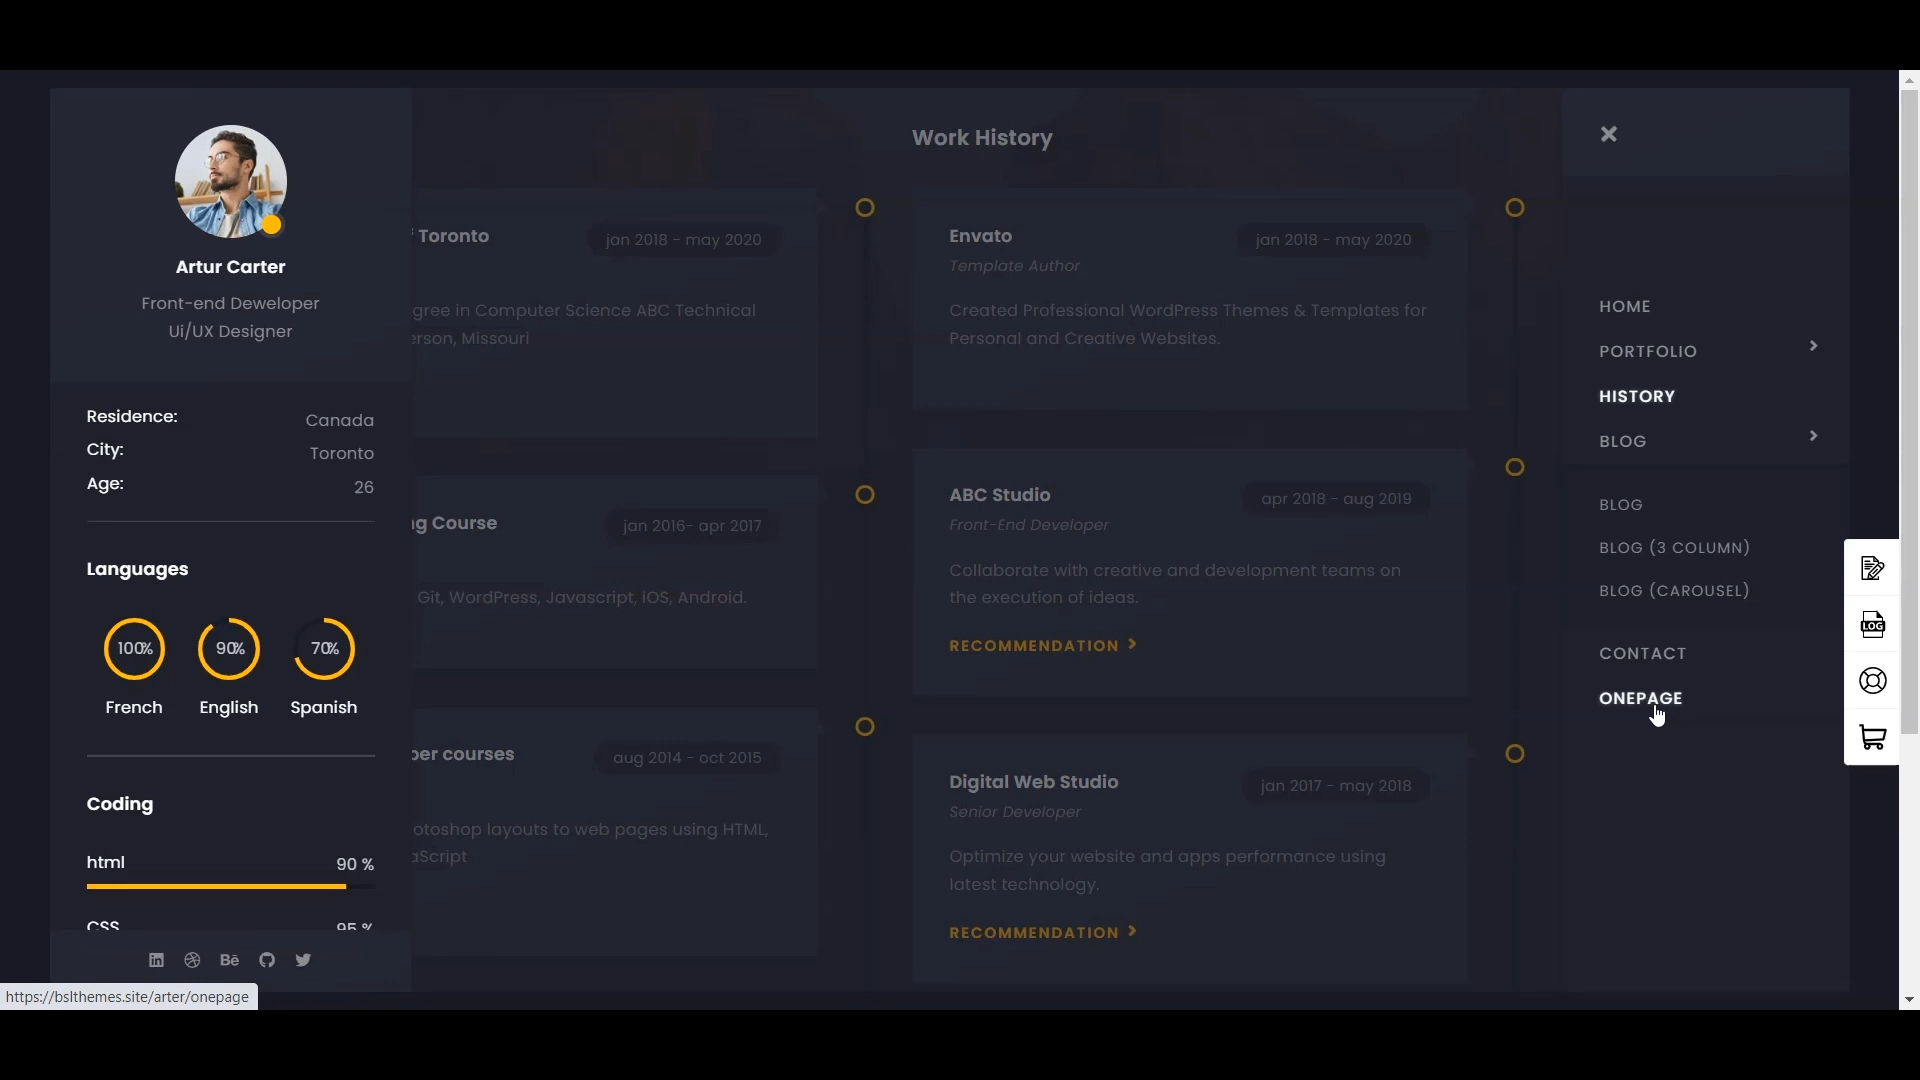 Artur Carter
Front-end Deweloper
Ui/UX Designer
Residence: Canada
City: Toronto
Age: 26
Languages
100% 90% 70%
French English Spanish
Coding
html 90 %
css 95 %
Bē
https://bslthemes.site/arter/onepage
Toronto
jan 2018 - may 2020
gree in Computer Science ABC Technical
erson, Missouri
ng Course
jan 2016- apr 2017
Git, WordPress, Javascript, iOS, Android.
per courses
aug 2014 - oct 2015
otoshop layouts to web pages using HTML,
aScript
Work History
Envato
jan 2018 - may 2020
Template Author
Created Professional WordPress Themes & Templates for
Personal and Creative Websites.
ABC Studio
apr 2018 - aug 2019
Front-End Developer
Collaborate with creative and development teams on
the execution of ideas.
RECOMMENDATION
Digital Web Studio
jan 2017 - may 2018
Senior Developer
Optimize your website and apps performance using
latest technology.
RECOMMENDATION
HOME
PORTFOLIO
HISTORY
BLOG
BLOG
BLOG (3 COLUMN)
BLOG (CAROUSEL)
CONTACT
ONEPAGE
LOG